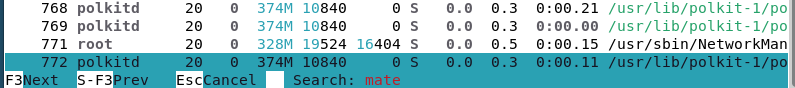 768 polkitd 20 0 374M 10840 0 S 0.0 0.3 0:00.21 /usr/lib/polkit-1/po
769 polkitd 20 0 374M 10840 0 S 0.0 0.3 0:00.00 /usr/lib/polkit-1/po
771 root 20 0 328M 19524 16404 S 0.0 0.5 0:00.15 /usr/sbin/NetworkMan
772 polkitd 20 0 374M 10840 0 S 0.0 0.3 0:00.11 /usr/lib/polkit-1/po
F3Next S-F3Prev EscCancel Search: mate